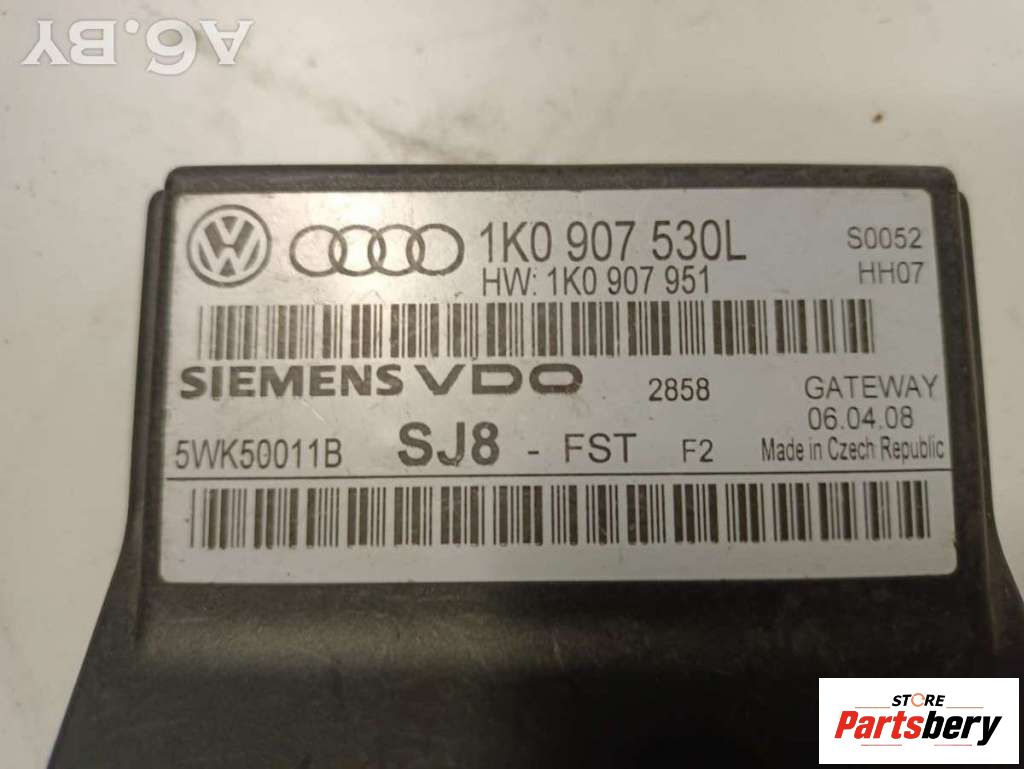 A6.BY
1K0 907 530L S0052
HW: 1K0 907 951 HH07
SIEMENS VDO 2858 GATEWAY
06.04.08
5WK50011B SJ8 - FST F2 Made in Czech Republic
STORE
Partsbery